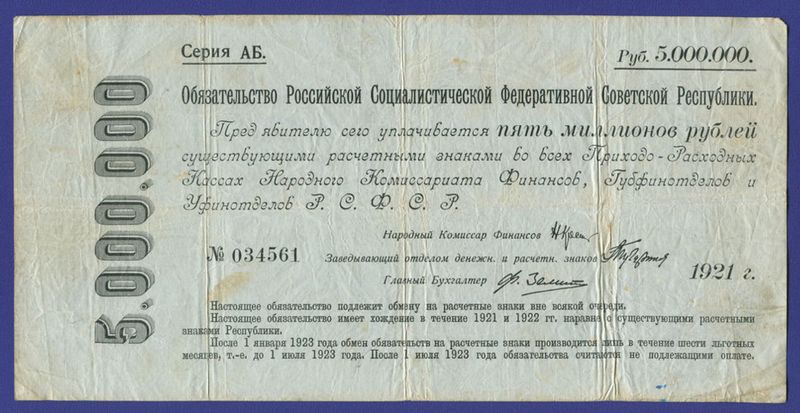 Серия АБ.
Руб. 5.000.000.
5.000.000
Обязательство Российской Социалистической Федеративной Советской Республики.
Пред'явителю сего уплачивается пять миллионов рублей
существующими расчетными знаками во всех Приходо-Расходных
Кассах Народного Комиссариата Финансов, Губфинотделов и
Уфинотделов Р. С. Ф. С. Р.
Народный Комиссар Финансов
№ 034561
Заведывающий отделом денежн. и расчетн. знаков
1921 г.
Главный Бухгалтер
Настоящее обязательство подлежит обмену на расчетные знаки вне всякой очереди.
Настоящее обязательство имеет хождение в течение 1921 и 1922 гг. наравне с существующими расчетными
знаками Республики.
После 1 января 1923 года обмен обязательств на расчетные знаки производится лишь в течение шести льготных
месяцев, т.-е. до 1 июля 1923 года. После 1 июля 1923 года обязательства считаются не подлежащими оплате.